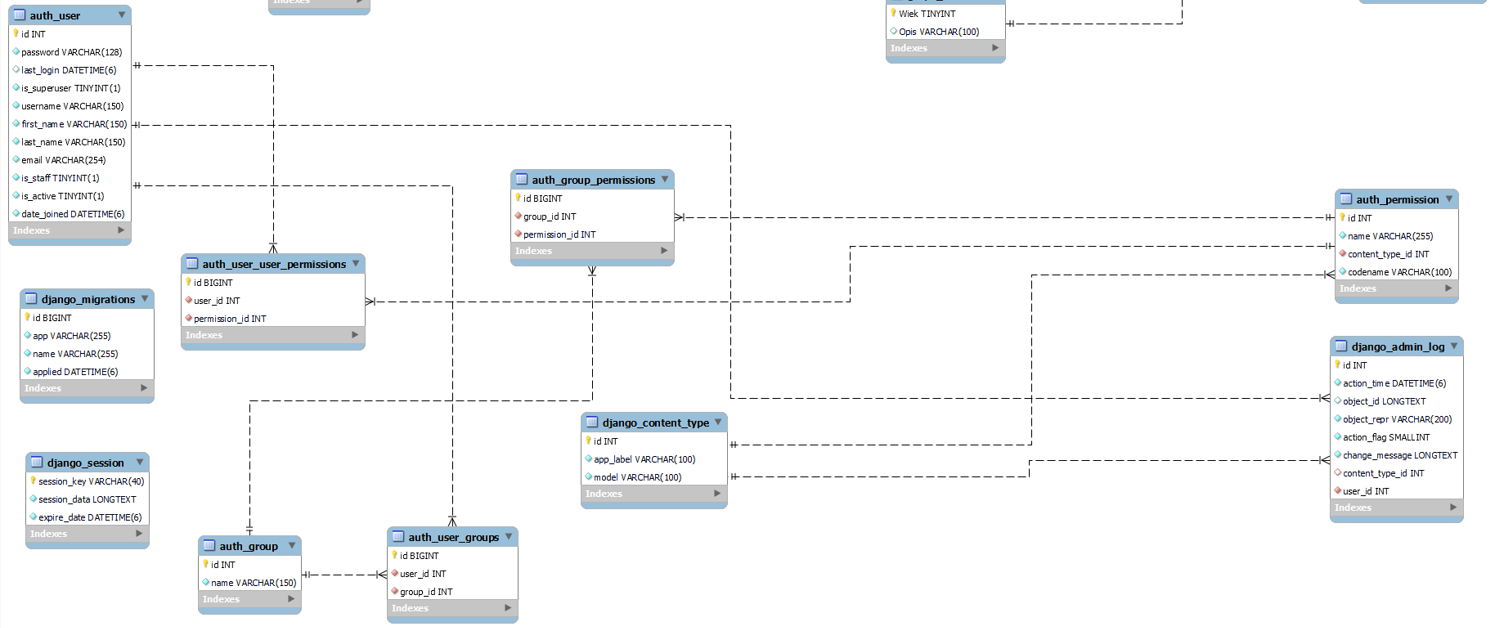 Indexes
Wiek TINYINT
Opis VARCHAR(100)
Indexes
auth_user
id INT
password VARCHAR(128)
last_login DATETIME(6)
is_superuser TINYINT(1)
username VARCHAR(150)
first_name VARCHAR(150)
last_name VARCHAR(150)
email VARCHAR(254)
is_staff TINYINT(1)
is_active TINYINT(1)
date_joined DATETIME(6)
Indexes
auth_group_permissions
id BIGINT
group_id INT
permission_id INT
Indexes
auth_permission
id INT
name VARCHAR(255)
content_type_id INT
codename VARCHAR(100)
Indexes
auth_user_user_permissions
id BIGINT
user_id INT
permission_id INT
Indexes
django_migrations
id BIGINT
app VARCHAR(255)
name VARCHAR(255)
applied DATETIME(6)
Indexes
django_admin_log
id INT
action_time DATETIME(6)
object_id LONGTEXT
object_repr VARCHAR(200)
action_flag SMALLINT
change_message LONGTEXT
content_type_id INT
user_id INT
Indexes
django_content_type
id INT
app_label VARCHAR(100)
model VARCHAR(100)
Indexes
django_session
session_key VARCHAR(40)
session_data LONGTEXT
expire_date DATETIME(6)
Indexes
auth_group
id INT
name VARCHAR(150)
Indexes
auth_user_groups
id BIGINT
user_id INT
group_id INT
Indexes